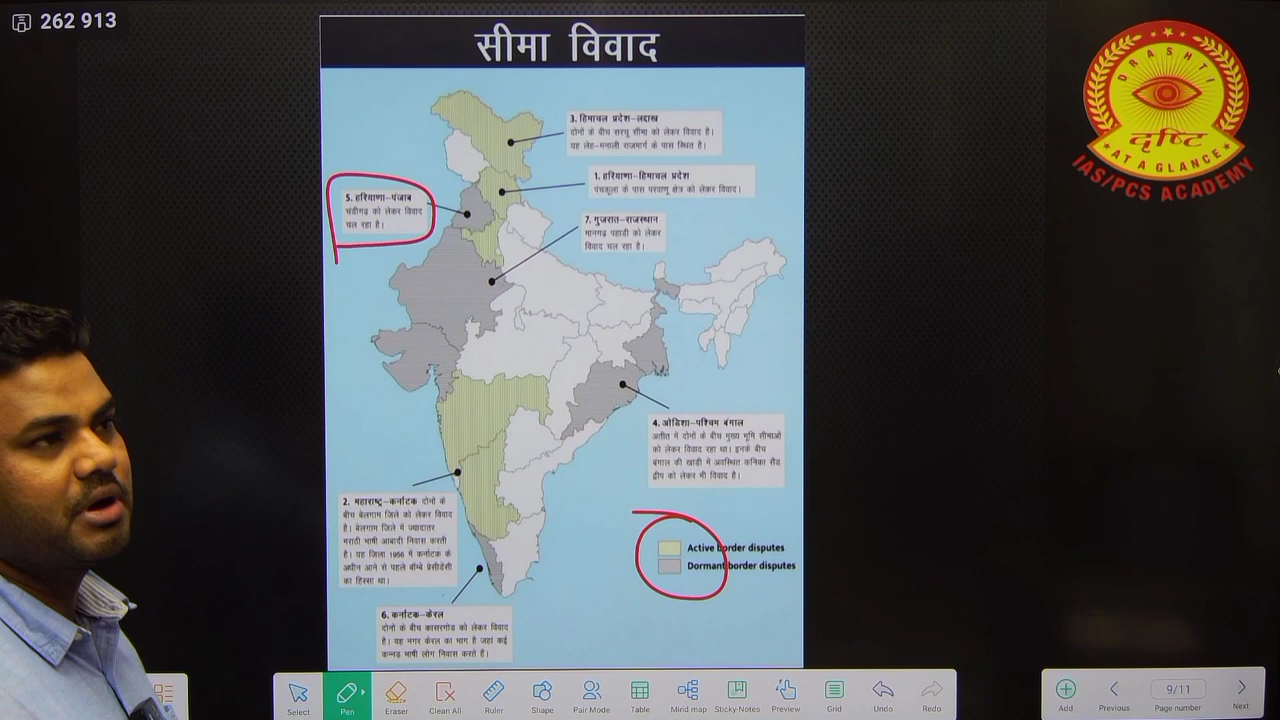 262 913
सीमा विवाद
DRASHTI
दृष्टि
AT A GLANCE
IAS/PCS ACADEMY
3. हिमाचल प्रदेश–लद्दाख
दोनों के बीच सरचू सीमा को लेकर विवाद है।
यह लेह-मनाली राजमार्ग के पास स्थित है।
1. हरियाणा–हिमाचल प्रदेश
पंचकूला के पास परवाणू क्षेत्र को लेकर विवाद।
5. हरियाणा–पंजाब
चंडीगढ़ को लेकर विवाद
चल रहा है।
7. गुजरात–राजस्थान
मानगढ़ पहाड़ी को लेकर
विवाद चल रहा है।
4. ओडिशा–पश्चिम बंगाल
अतीत में दोनों के बीच मुख्य भूमि सीमाओं
को लेकर विवाद रहा था। इनके बीच
बंगाल की खाड़ी में अवस्थित कनिका सैंड
द्वीप को लेकर भी विवाद है।
2. महाराष्ट्र–कर्नाटक दोनों के
बीच बेलगाम जिले को लेकर विवाद
है। बेलगाम जिले में ज्यादातर
मराठी भाषी आबादी निवास करती
है। यह जिला 1956 में कर्नाटक के
अधीन आने से पहले बॉम्बे प्रेसीडेंसी
का हिस्सा था।
Active border disputes
Dormant border disputes
6. कर्नाटक–केरल
दोनों के बीच कासरगोड को लेकर विवाद
है। यह नगर केरल का भाग है जहां कई
कन्नड भाषी लोग निवास करते है।
Select
Pen
Eraser
Clean All
Ruler
Shape
Pair Mode
Table
Mind map
Sticky-Notes
Preview
Grid
Undo
Redo
Add
Previous
9/11
Page number
Next